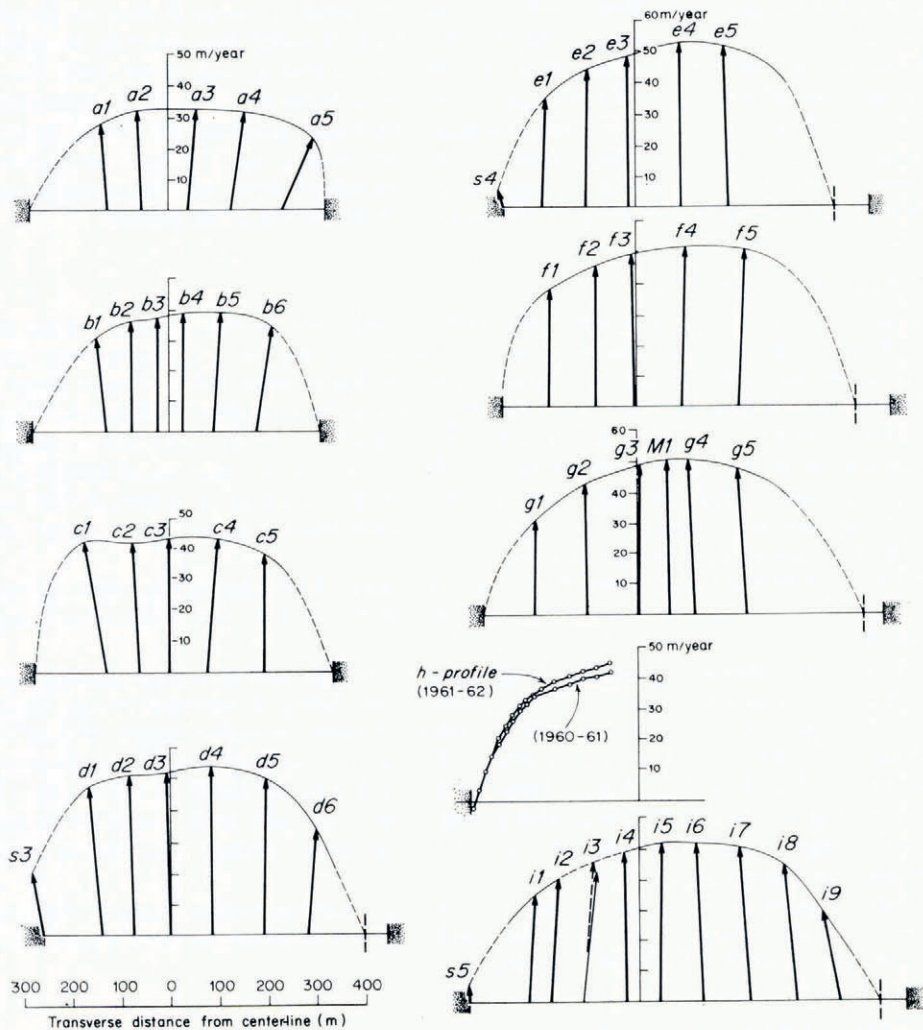 50 m/year
40
30
20
10
a1 a2 a3 a4 a5
b1 b2 b3 b4 b5 b6
50
40
30
20
10
c1 c2 c3 c4 c5
s3 d1 d2 d3 d4 d5 d6
300 200 100 0 100 200 300 400
Transverse distance from center-line (m)
60 m/year
50
40
30
20
10
s4 e1 e2 e3 e4 e5
f1 f2 f3 f4 f5
60
50
40
30
20
10
g1 g2 g3 M1 g4 g5
50 m/year
40
30
20
10
h - profile
(1961-62)
(1960-61)
s5 i1 i2 i3 i4 i5 i6 i7 i8 i9